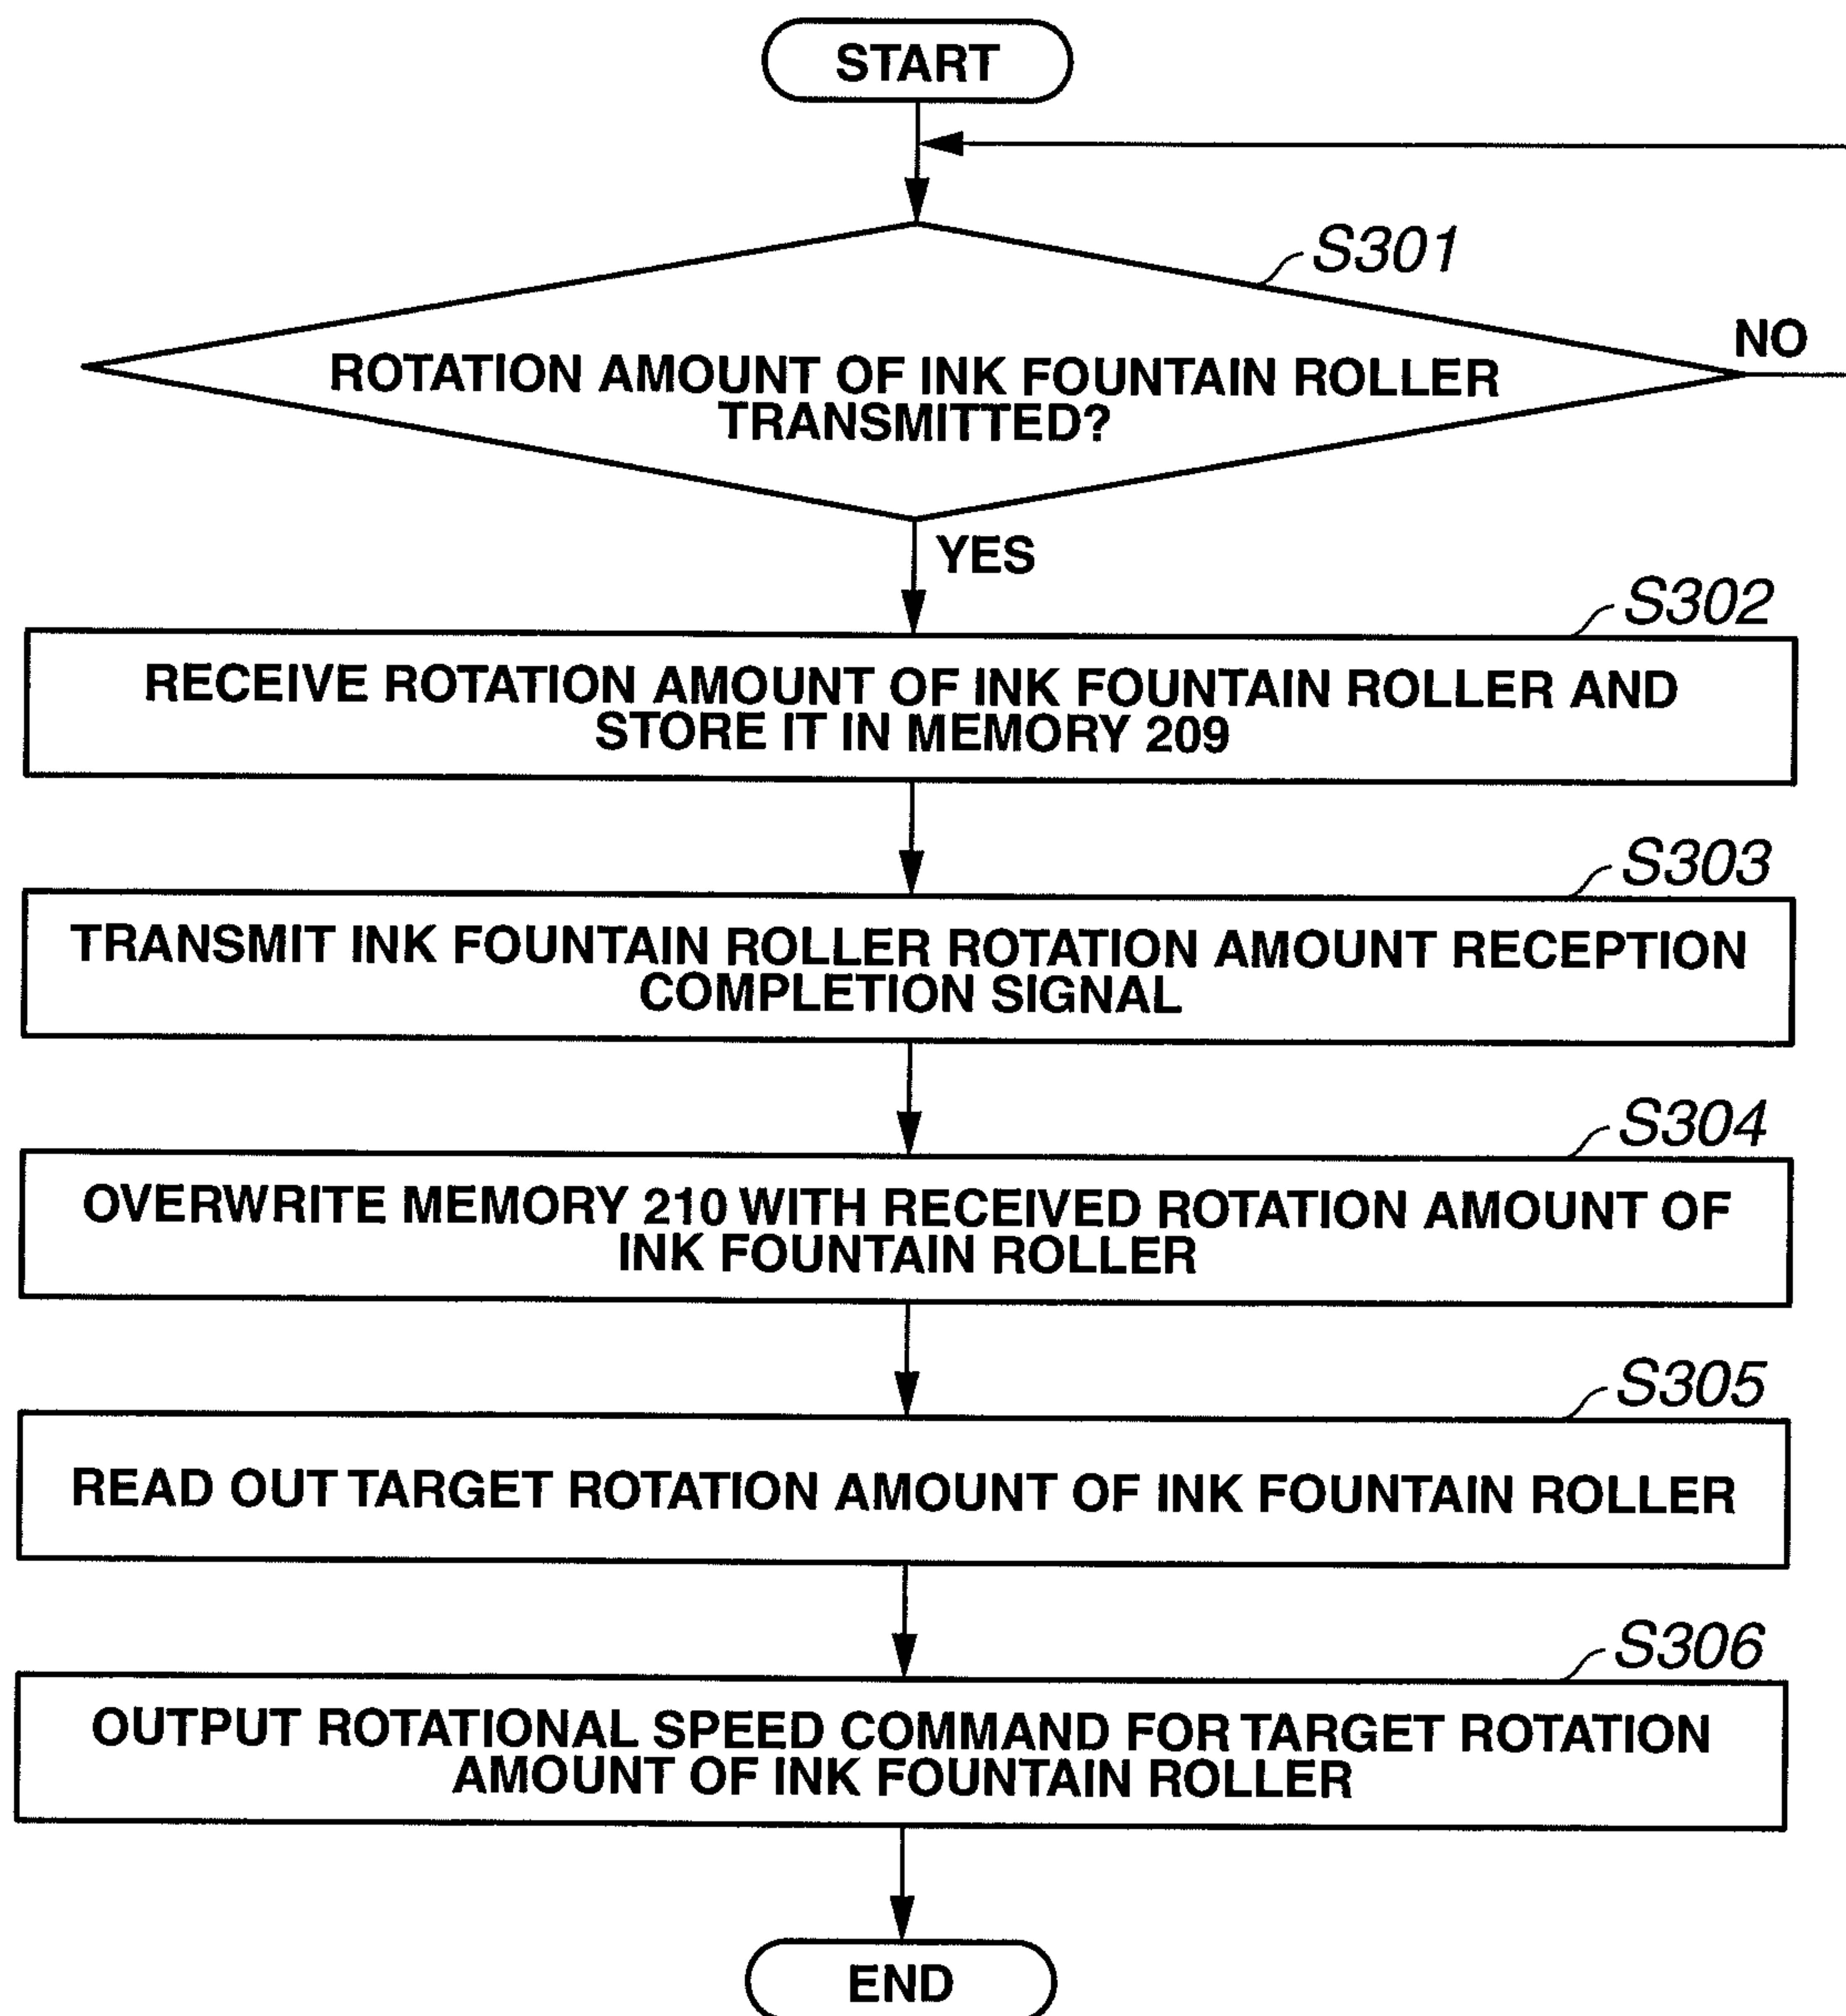 START
S301
NO
ROTATION AMOUNT OF INK FOUNTAIN ROLLER
TRANSMITTED?
YES
S302
RECEIVE ROTATION AMOUNT OF INK FOUNTAIN ROLLER AND
STORE IT IN MEMORY 209
S303
TRANSMIT INK FOUNTAIN ROLLER ROTATION AMOUNT RECEPTION
COMPLETION SIGNAL
S304
OVERWRITE MEMORY 210 WITH RECEIVED ROTATION AMOUNT OF
INK FOUNTAIN ROLLER
S305
READ OUT TARGET ROTATION AMOUNT OF INK FOUNTAIN ROLLER
S306
OUTPUT ROTATIONAL SPEED COMMAND FOR TARGET ROTATION
AMOUNT OF INK FOUNTAIN ROLLER
END